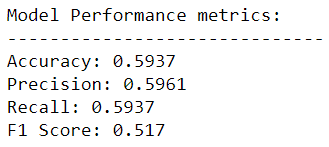 Model Performance metrics:
------------------------------
Accuracy: 0.5937
Precision: 0.5961
Recall: 0.5937
F1 Score: 0.517